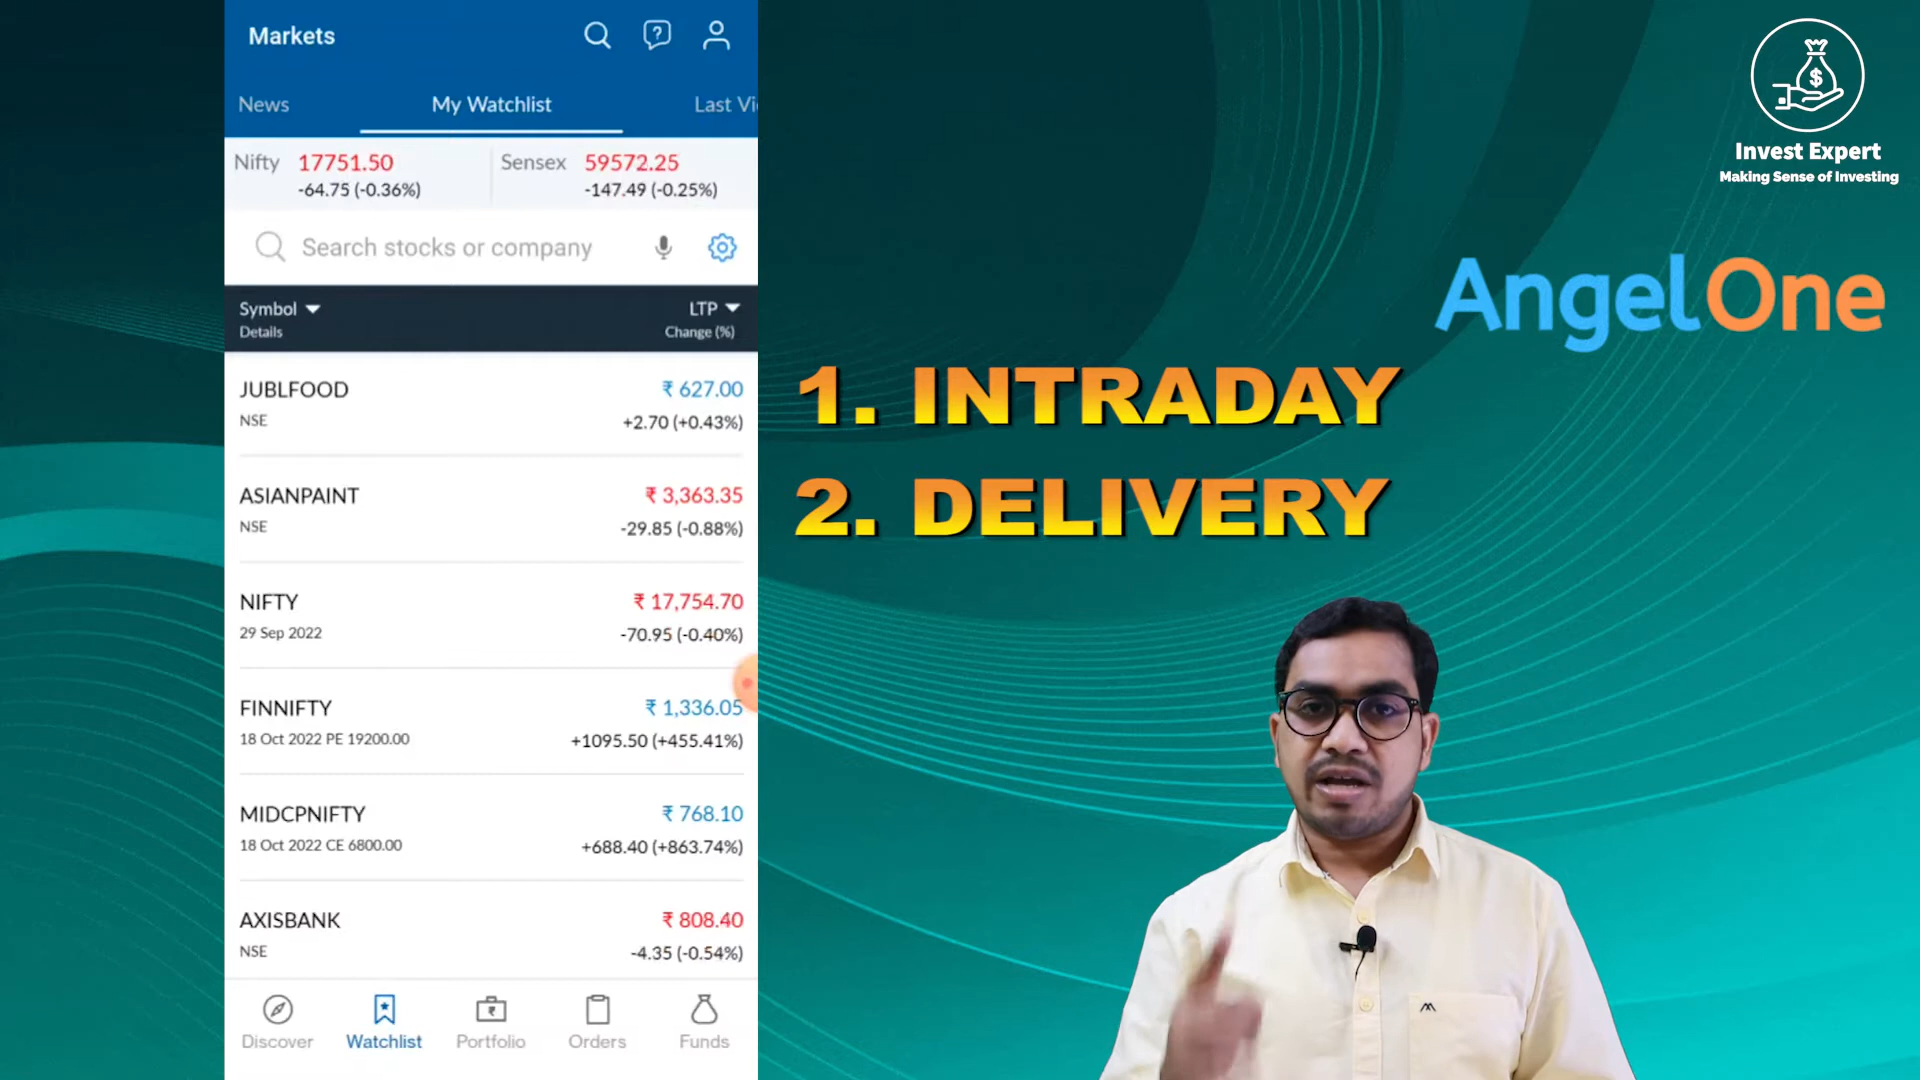 Markets
News
My Watchlist
Last Vi
Nifty 17751.50
-64.75 (-0.36%)
Sensex 59572.25
-147.49 (-0.25%)
Search stocks or company
Symbol
Details
LTP
Change (%)
JUBLFOOD ₹ 627.00
NSE +2.70 (+0.43%)
ASIANPAINT ₹ 3,363.35
NSE -29.85 (-0.88%)
NIFTY ₹ 17,754.70
29 Sep 2022 -70.95 (-0.40%)
FINNIFTY ₹ 1,336.05
18 Oct 2022 PE 19200.00 +1095.50 (+455.41%)
MIDCPNIFTY ₹ 768.10
18 Oct 2022 CE 6800.00 +688.40 (+863.74%)
AXISBANK ₹ 808.40
NSE -4.35 (-0.54%)
Discover Watchlist Portfolio Orders Funds
Invest Expert
Making Sense of Investing
AngelOne
1. INTRADAY
2. DELIVERY